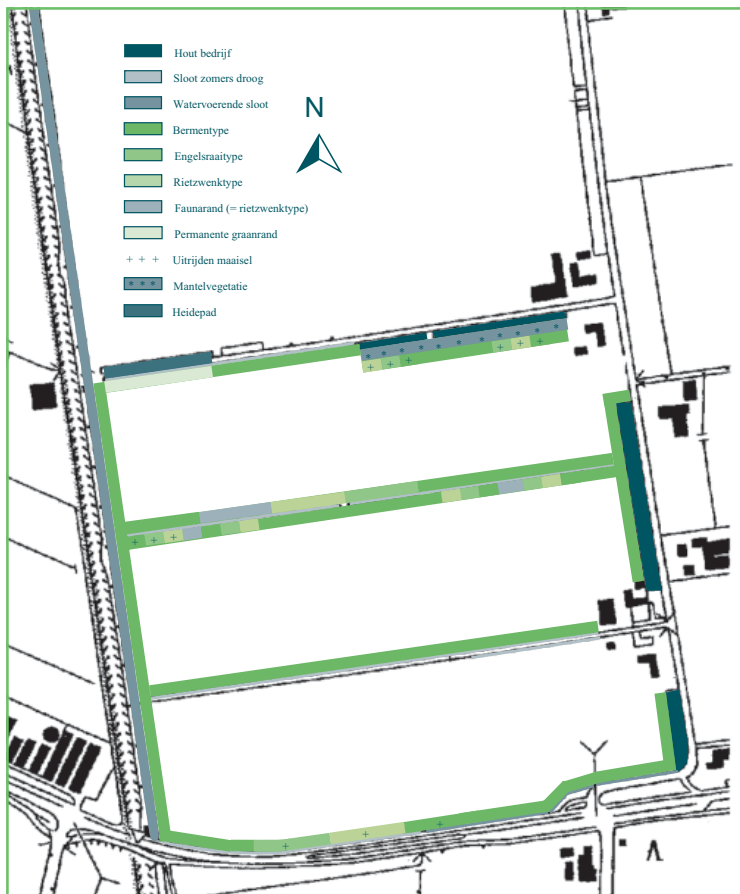 Hout bedrijf
Sloot zomers droog
Watervoerende sloot
Bermentype
Engelsraaitype
Rietzwenktype
Faunarand (= rietzwenktype)
Permanente graanrand
+ + + Uitrijden maaisel
* * * Mantelvegetatie
Heidepad
N